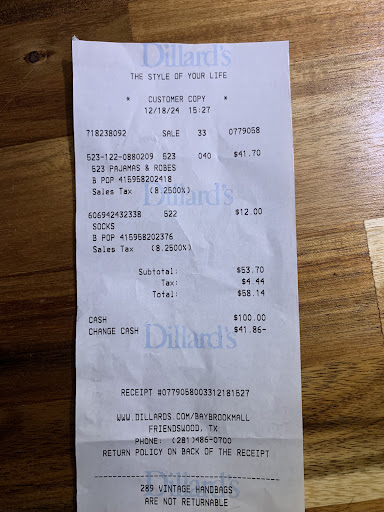 Dillard's
THE STYLE OF YOUR LIFE
* CUSTOMER COPY *
12/18/24 15:27
718238092 SALE 33 0779058
523-122-0880209 523 040 $41.70
523 PAJAMAS & ROBES
B POP 415958202418
Sales Tax (8.2500%)
Dillard's
606942432338 522 $12.00
SOCKS
B POP 415958202376
Sales Tax (8.2500%)
Subtotal: $53.70
Tax: $4.44
Total: $58.14
CASH $100.00
CHANGE CASH $41.86-
Dillard's
RECEIPT #0779058003312181527
WWW.DILLARDS.COM/BAYBROOKMALL
FRIENDSWOOD, TX
PHONE: (281)486-0700
RETURN POLICY ON BACK OF THE RECEIPT
Dillard's
289 VINTAGE HANDBAGS
ARE NOT RETURNABLE